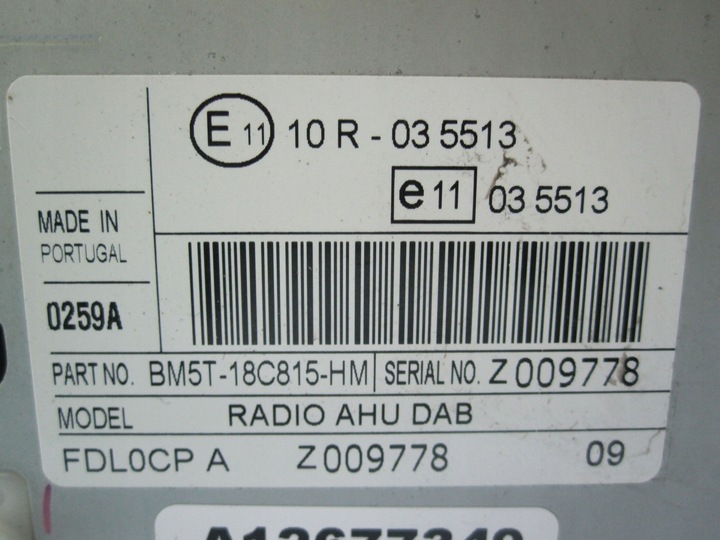 E 11 10 R - 03 5513
e 11 03 5513
MADE IN
PORTUGAL
0259A
PART NO. BM5T-18C815-HM SERIAL NO. Z009778
MODEL RADIO AHU DAB
FDL0CP A Z009778 09